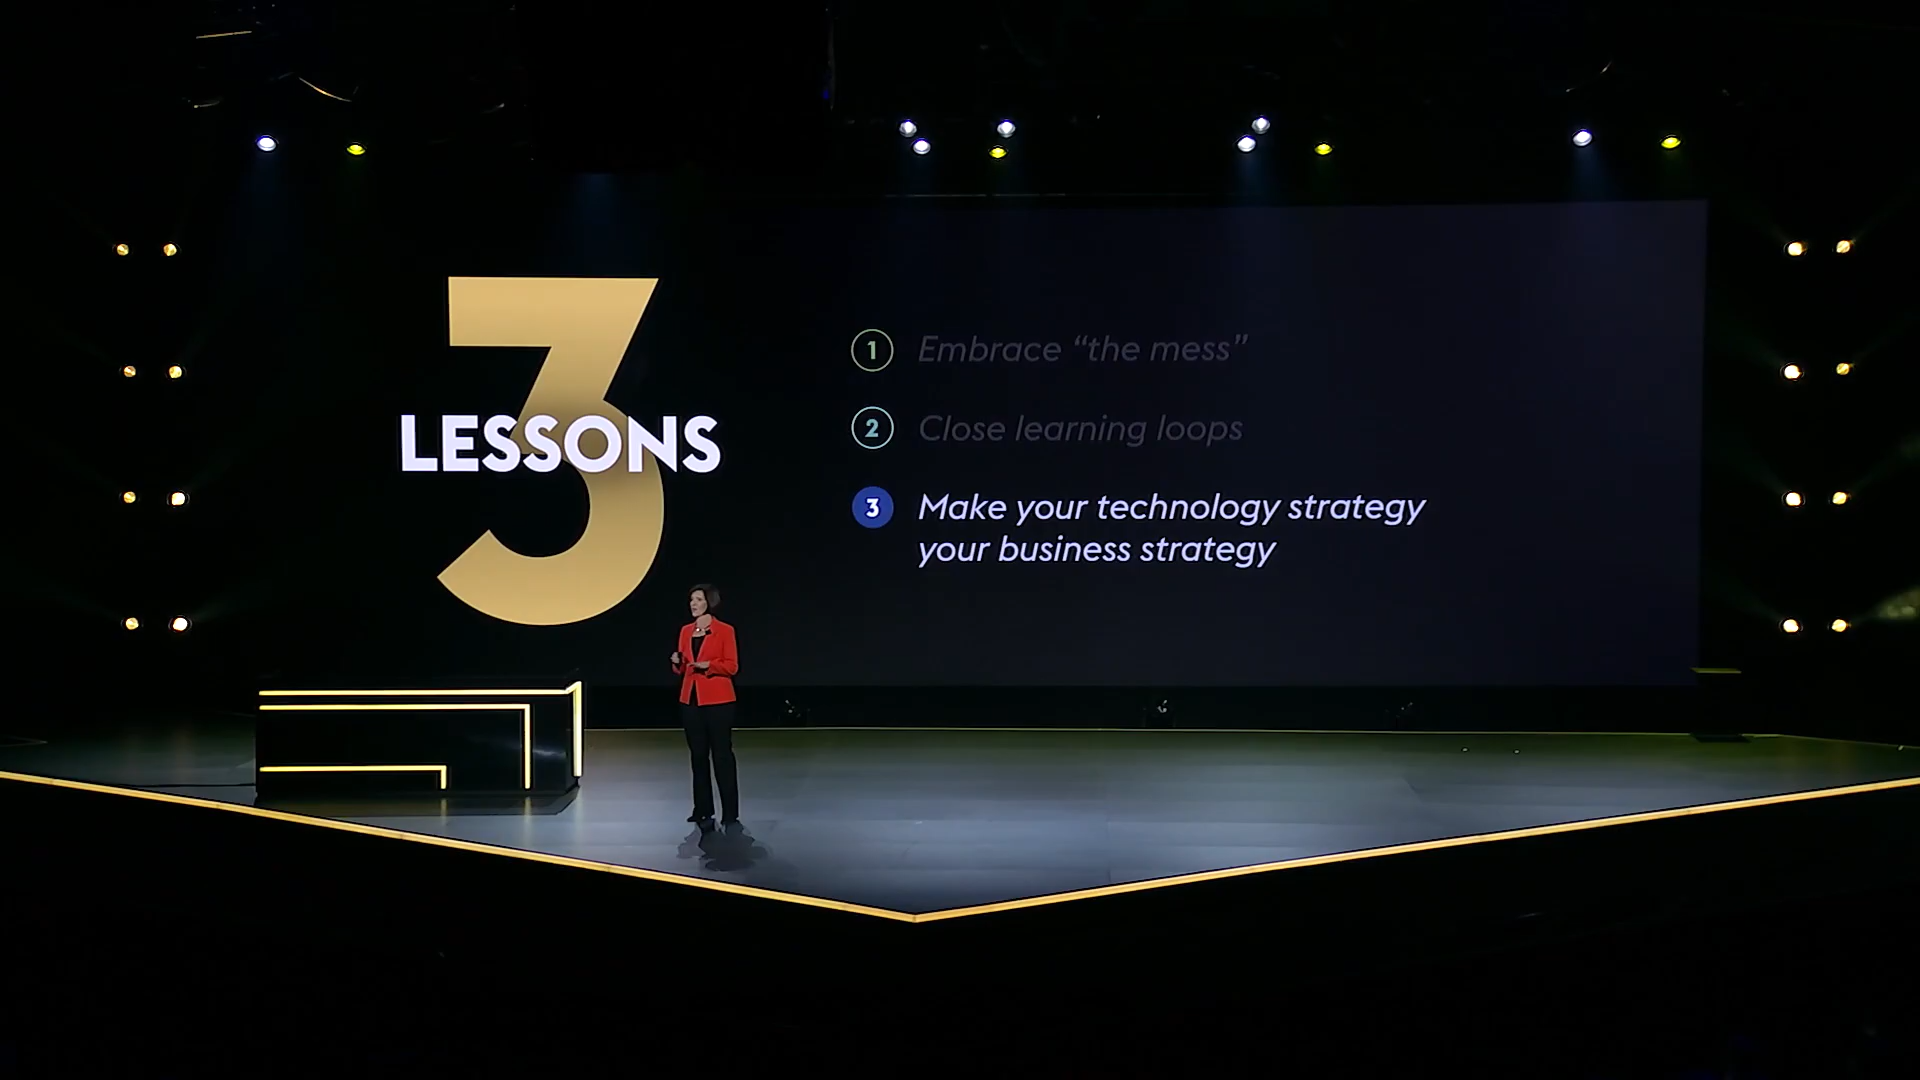 3
LESSONS
1 Embrace “the mess”
2 Close learning loops
3 Make your technology strategy
your business strategy